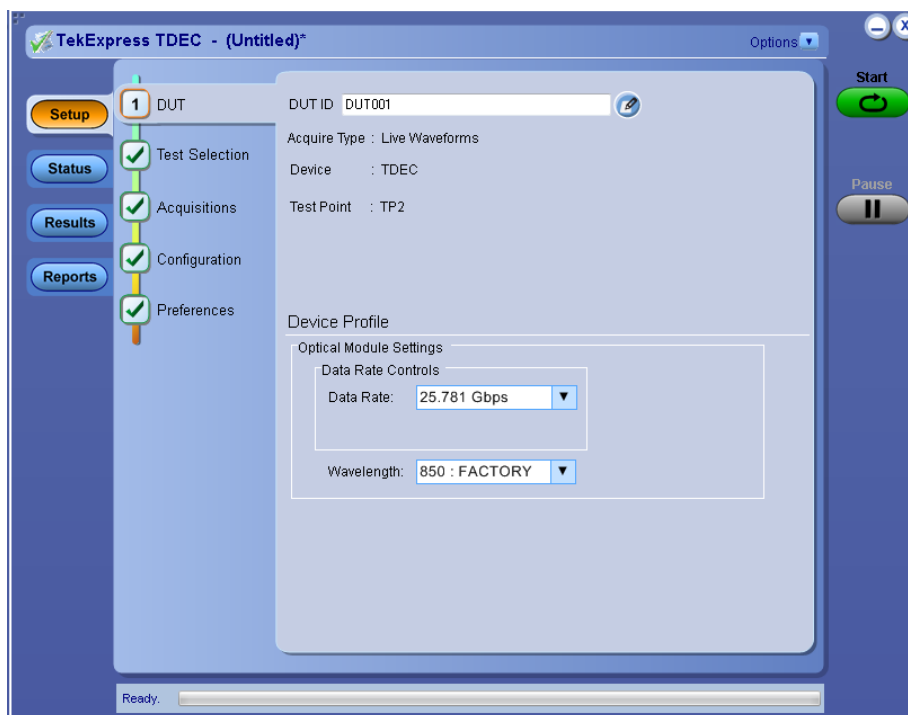 TekExpress TDEC - (Untitled)*
Options
X
Start
Pause
Setup
Status
Results
Reports
1 DUT
Test Selection
Acquisitions
Configuration
Preferences
DUT ID DUT001
Acquire Type : Live Waveforms
Device : TDEC
Test Point : TP2
Device Profile
Optical Module Settings
Data Rate Controls
Data Rate: 25.781 Gbps
Wavelength: 850 : FACTORY
Ready.